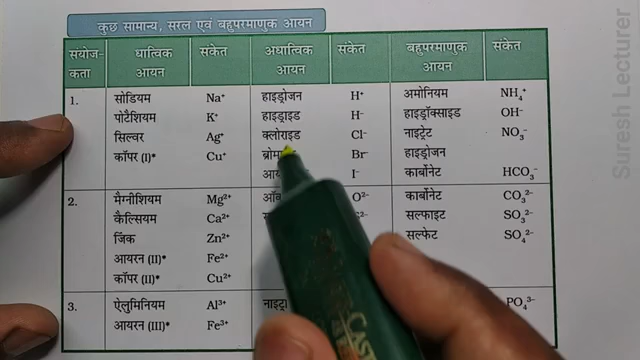 कुछ सामान्य, सरल एवं बहुपरमाणुक आयन
संयोज- धात्विक संकेत अधात्विक संकेत बहुपरमाणुक संकेत
कता आयन आयन आयन
1. सोडियम Na⁺ हाइड्रोजन H⁺ अमोनियम NH₄⁺
पोटैशियम K⁺ हाइड्राइड H⁻ हाइड्रॉक्साइड OH⁻
सिल्वर Ag⁺ क्लोराइड Cl⁻ नाइट्रेट NO₃⁻
कॉपर (I)* Cu⁺ Br⁻ हाइड्रोजन
I⁻ कार्बोनेट HCO₃⁻
2. मैग्नीशियम Mg²⁺ O²⁻ कार्बोनेट CO₃²⁻
कैल्सियम Ca²⁺ सल्फाइट SO₃²⁻
जिंक Zn²⁺ सल्फेट SO₄²⁻
आयरन (II)* Fe²⁺
कॉपर (II)* Cu²⁺
3. ऐलुमिनियम Al³⁺ PO₄³⁻
आयरन (III)* Fe³⁺
Suresh Lecturer